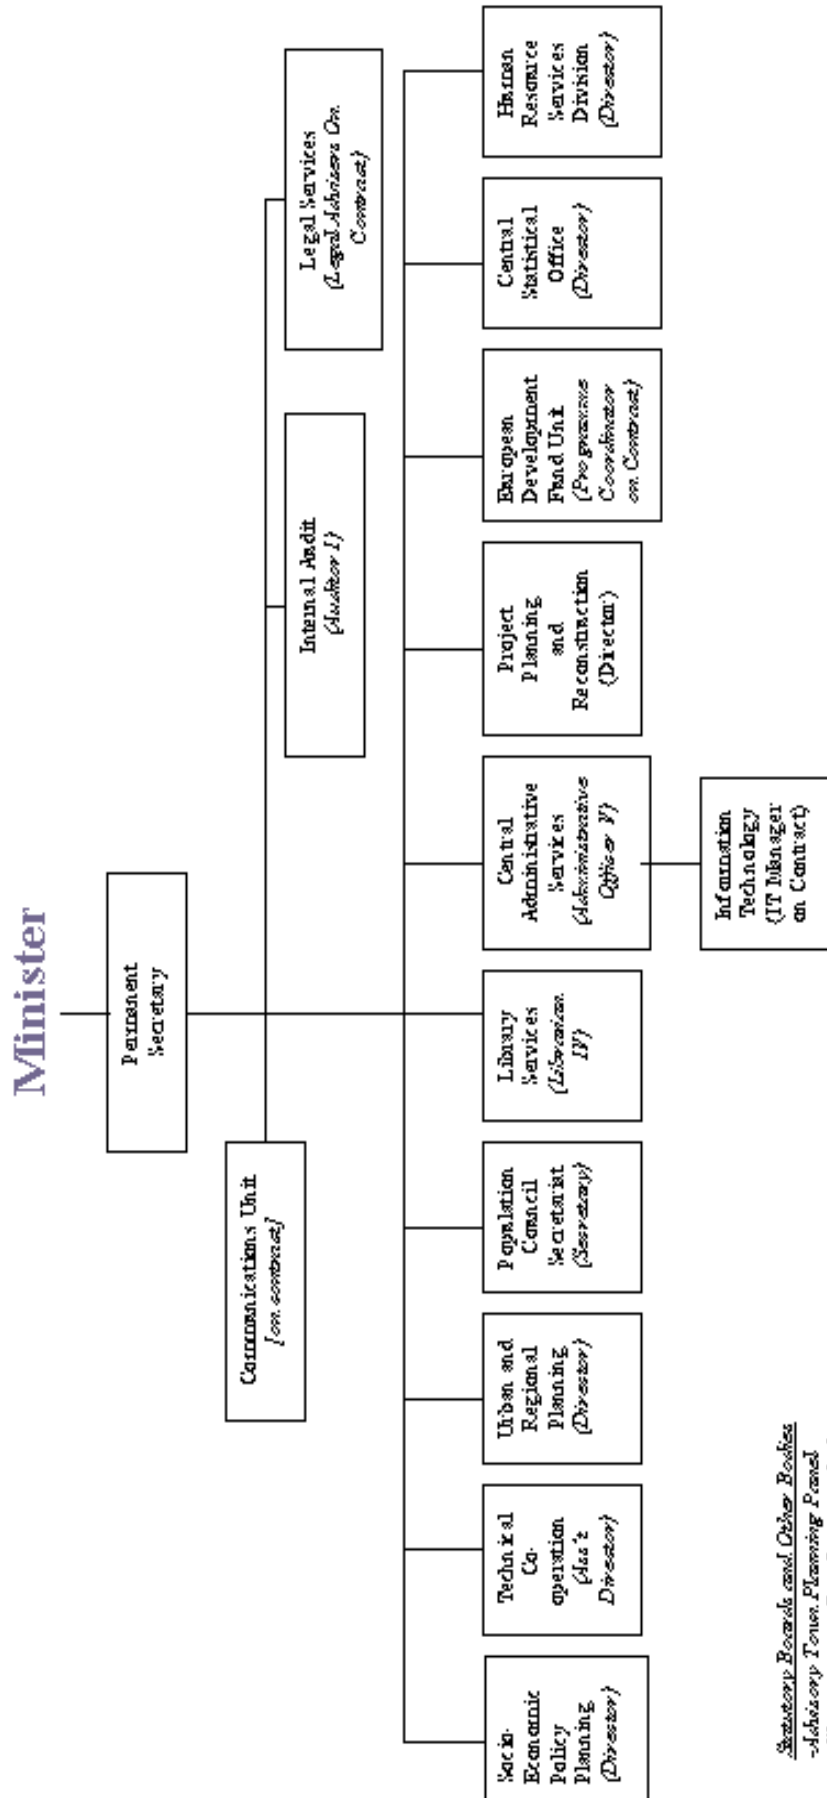 Minister
Permanent
Secretary
Communications Unit
[on contract]
Internal Audit
(Auditor I)
Legal Services
(Legal Advisers On
Contract)
Socio-
Economic
Policy
Planning
(Director)
Technical
Co-
operation
(Ass't
Director)
Urban and
Regional
Planning
(Director)
Population
Council
Secretariat
(Secretary)
Library
Services
(Librarian
IV)
Central
Administrative
Services
(Administrative
Officer V)
Project
Planning
and
Reconstruction
(Director)
European
Development
Fund Unit
(Programme
Coordinator
on Contract)
Central
Statistical
Office
(Director)
Human
Resource
Services
Division
(Director)
Information
Technology
(IT Manager
on Contract)
Statutory Boards and Other Bodies
-Advisory Town Planning Panel